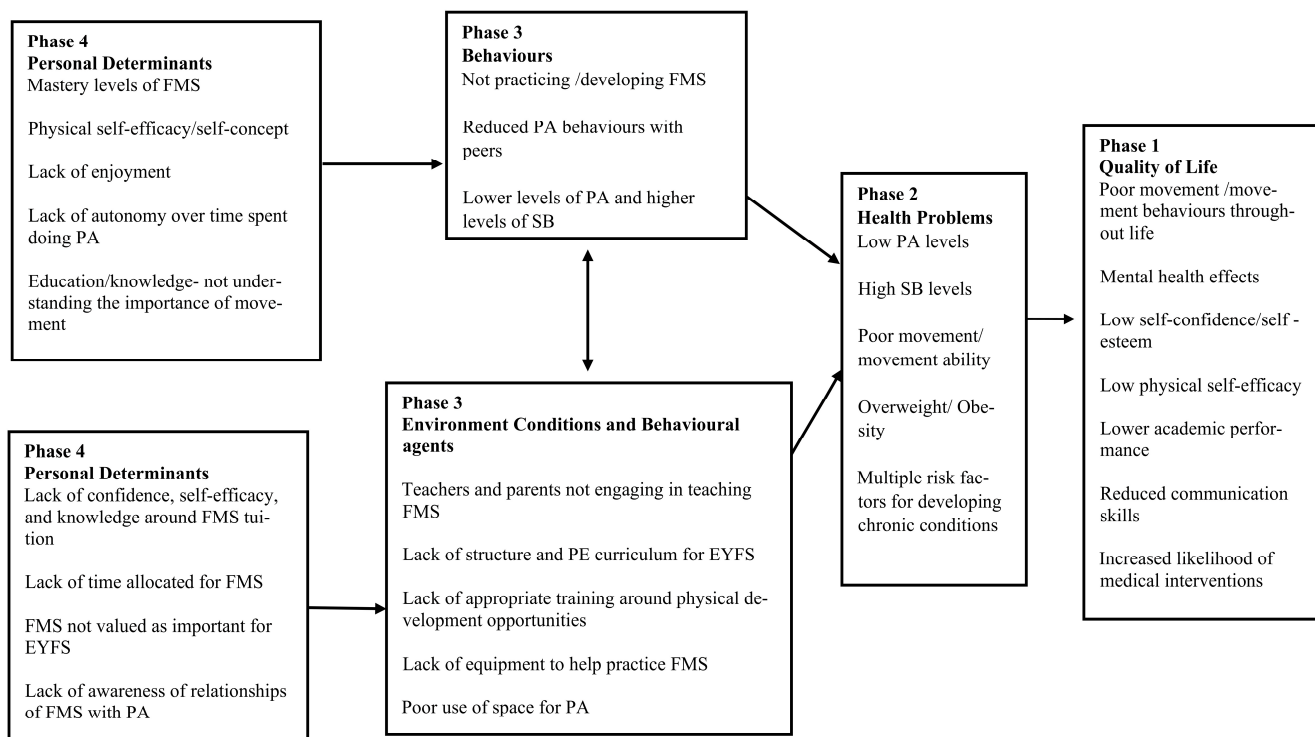 Phase 4
Personal Determinants
Mastery levels of FMS
Physical self-efficacy/self-concept
Lack of enjoyment
Lack of autonomy over time spent
doing PA
Education/knowledge- not under-
standing the importance of move-
ment
Phase 3
Behaviours
Not practicing /developing FMS
Reduced PA behaviours with
peers
Lower levels of PA and higher
levels of SB
Phase 4
Personal Determinants
Lack of confidence, self-efficacy,
and knowledge around FMS tui-
tion
Lack of time allocated for FMS
FMS not valued as important for
EYFS
Lack of awareness of relationships
of FMS with PA
Phase 3
Environment Conditions and Behavioural
agents
Teachers and parents not engaging in teaching
FMS
Lack of structure and PE curriculum for EYFS
Lack of appropriate training around physical de-
velopment opportunities
Lack of equipment to help practice FMS
Poor use of space for PA
Phase 2
Health Problems
Low PA levels
High SB levels
Poor movement/
movement ability
Overweight/ Obe-
sity
Multiple risk fac-
tors for developing
chronic conditions
Phase 1
Quality of Life
Poor movement /move-
ment behaviours through-
out life
Mental health effects
Low self-confidence/self -
esteem
Low physical self-efficacy
Lower academic perfor-
mance
Reduced communication
skills
Increased likelihood of
medical interventions